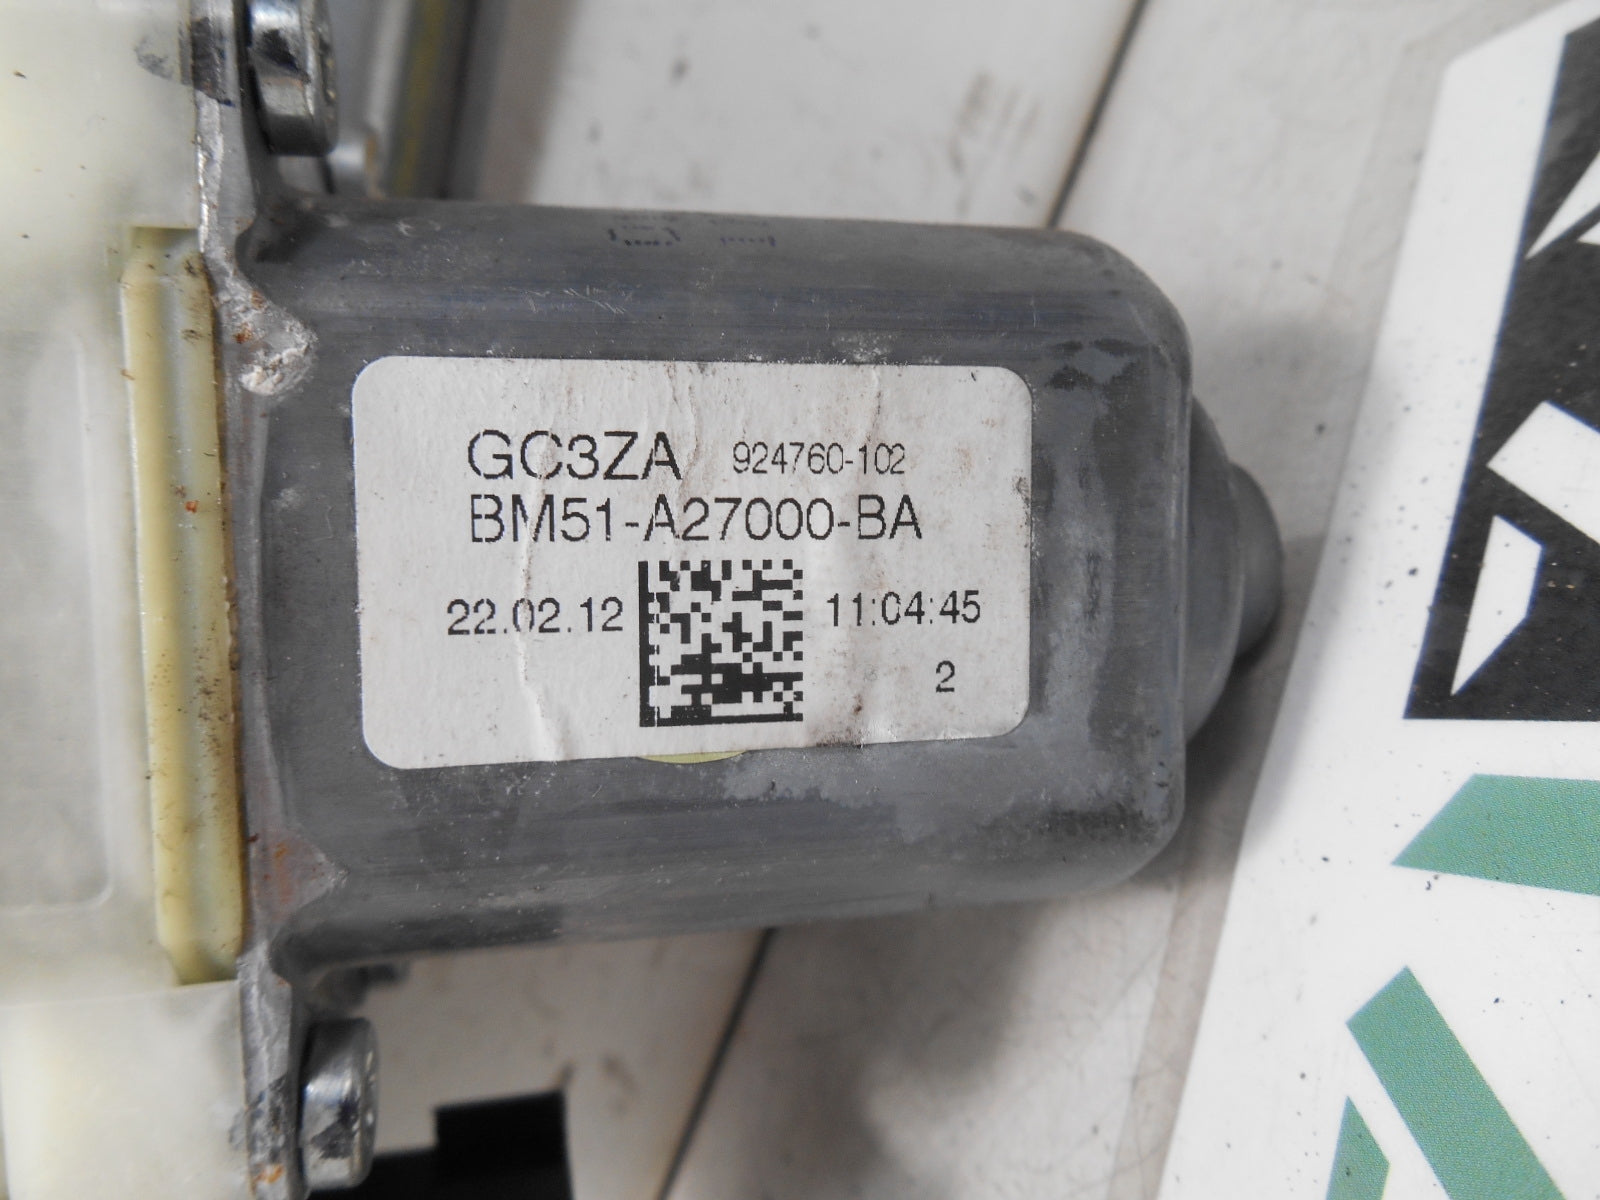 GC3ZA 924760-102
BM51-A27000-BA
22.02.12 11:04:45
2